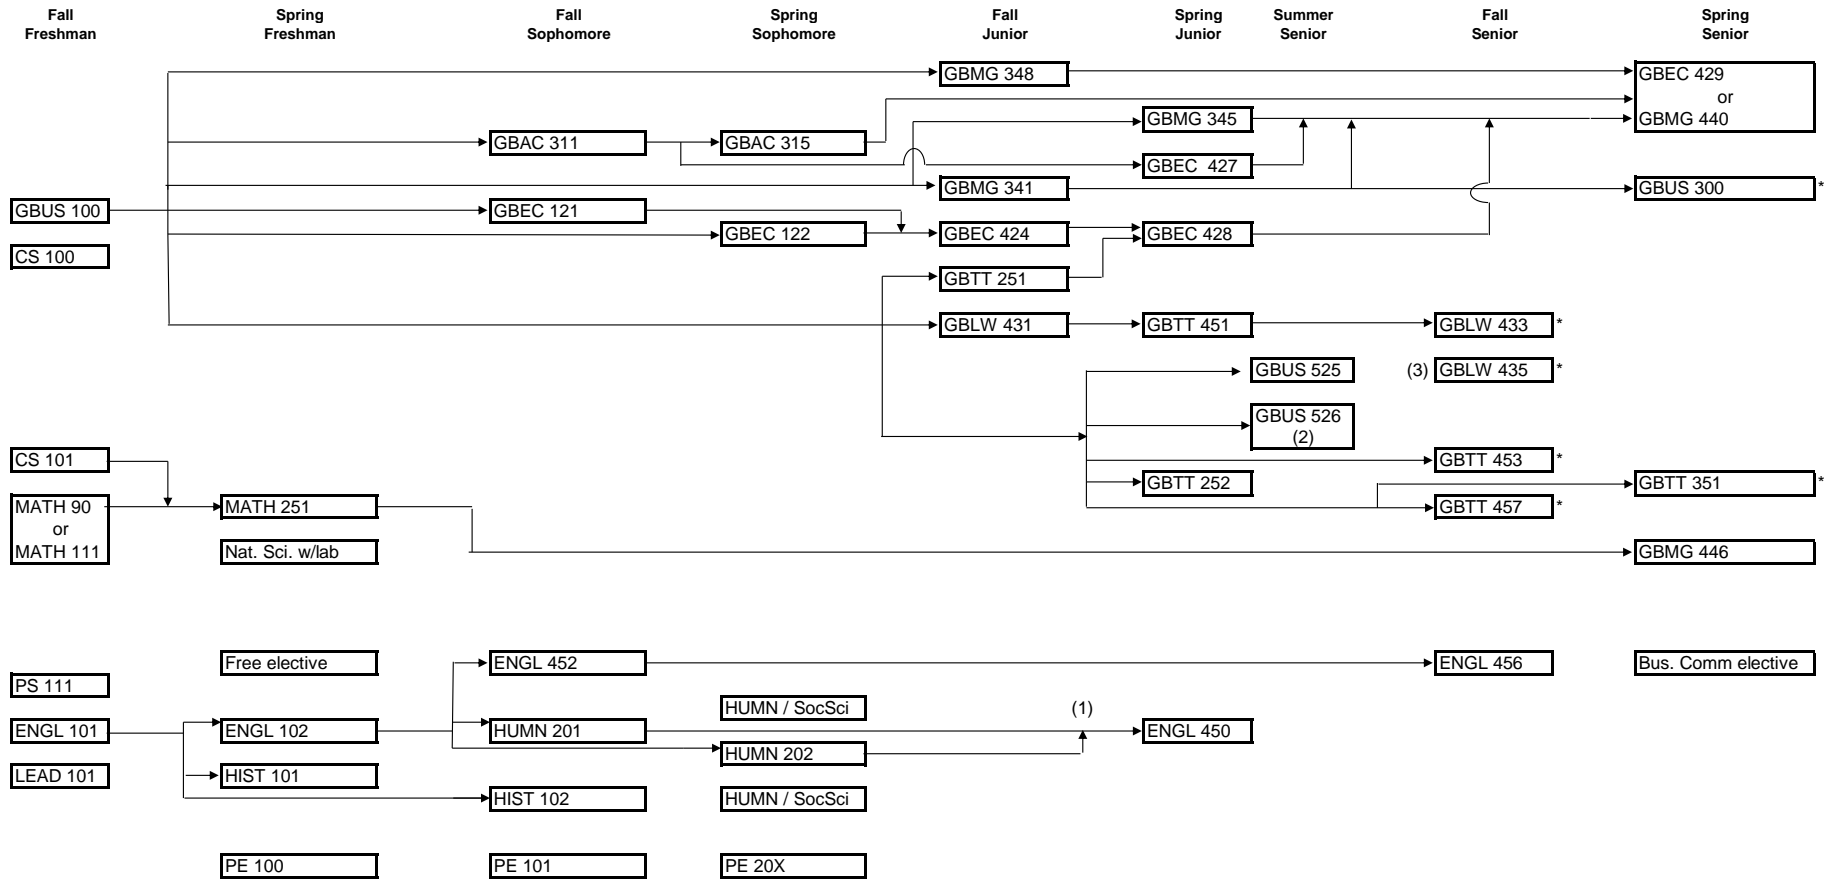 Fall Spring Fall Spring Fall Spring Summer Fall Spring
Freshman Freshman Sophomore Sophomore Junior Junior Senior Senior Senior
GBMG 348 GBEC 429
or
GBMG 345 GBMG 440
GBAC 311 GBAC 315
GBEC 427
GBMG 341 GBUS 300 *
GBUS 100 GBEC 121
GBEC 122 GBEC 424 GBEC 428
CS 100
GBTT 251
GBLW 431 GBTT 451 GBLW 433 *
GBUS 525 (3) GBLW 435 *
GBUS 526
(2)
CS 101 GBTT 453 *
GBTT 252 GBTT 351 *
MATH 90 MATH 251 GBTT 457 *
or
MATH 111 Nat. Sci. w/lab GBMG 446
Free elective ENGL 452 ENGL 456 Bus. Comm elective
PS 111
HUMN / SocSci (1)
ENGL 101 ENGL 102 HUMN 201 ENGL 450
HUMN 202
LEAD 101 HIST 101
HIST 102 HUMN / SocSci
PE 100 PE 101 PE 20X